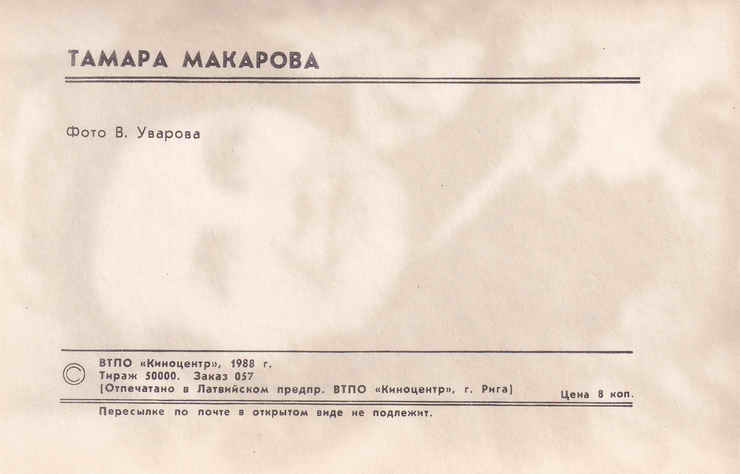 ТАМАРА МАКАРОВА
Фото В. Уварова
© ВТПО «Киноцентр», 1988 г.
Тираж 50000. Заказ 057
[Отпечатано в Латвийском предпр. ВТПО «Киноцентр», г. Рига]
Цена 8 коп.
Пересылке по почте в открытом виде не подлежит.